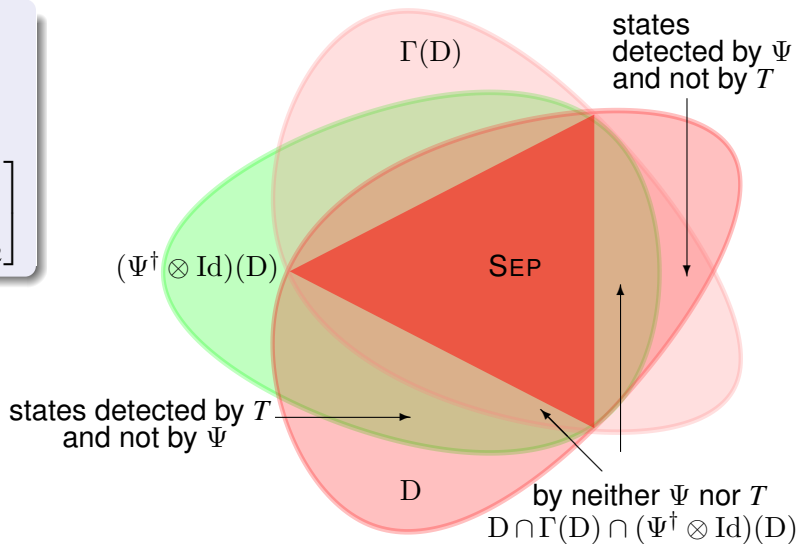 Γ(D)
states
detected by Ψ
and not by T
(Ψ† ⊗ Id)(D)
SEP
states detected by T
and not by Ψ
D
by neither Ψ nor T
D ∩ Γ(D) ∩ (Ψ† ⊗ Id)(D)